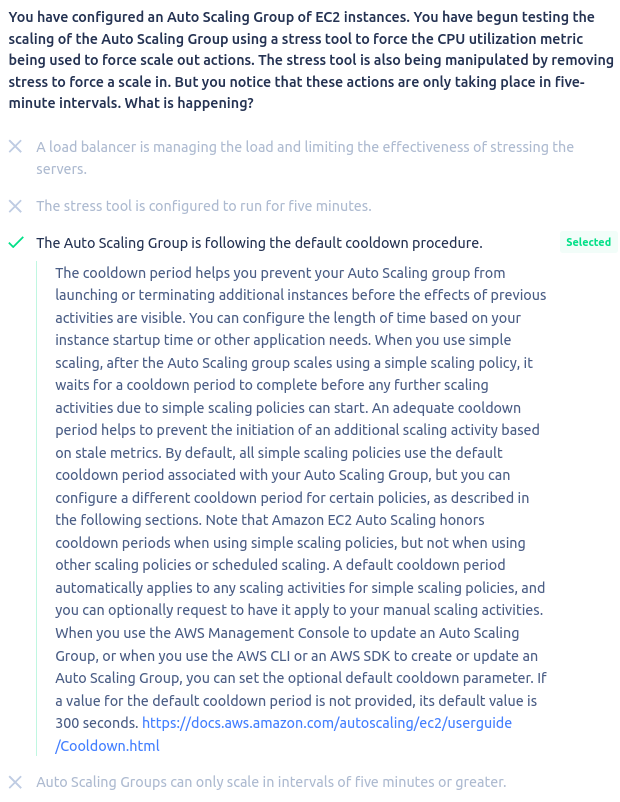 You have configured an Auto Scaling Group of EC2 instances. You have begun testing the
scaling of the Auto Scaling Group using a stress tool to force the CPU utilization metric
being used to force scale out actions. The stress tool is also being manipulated by removing
stress to force a scale in. But you notice that these actions are only taking place in five-
minute intervals. What is happening?
A load balancer is managing the load and limiting the effectiveness of stressing the
servers.
The stress tool is configured to run for five minutes.
The Auto Scaling Group is following the default cooldown procedure. Selected
The cooldown period helps you prevent your Auto Scaling group from
launching or terminating additional instances before the effects of previous
activities are visible. You can configure the length of time based on your
instance startup time or other application needs. When you use simple
scaling, after the Auto Scaling group scales using a simple scaling policy, it
waits for a cooldown period to complete before any further scaling
activities due to simple scaling policies can start. An adequate cooldown
period helps to prevent the initiation of an additional scaling activity based
on stale metrics. By default, all simple scaling policies use the default
cooldown period associated with your Auto Scaling Group, but you can
configure a different cooldown period for certain policies, as described in
the following sections. Note that Amazon EC2 Auto Scaling honors
cooldown periods when using simple scaling policies, but not when using
other scaling policies or scheduled scaling. A default cooldown period
automatically applies to any scaling activities for simple scaling policies, and
you can optionally request to have it apply to your manual scaling activities.
When you use the AWS Management Console to update an Auto Scaling
Group, or when you use the AWS CLI or an AWS SDK to create or update an
Auto Scaling Group, you can set the optional default cooldown parameter. If
a value for the default cooldown period is not provided, its default value is
300 seconds. https://docs.aws.amazon.com/autoscaling/ec2/userguide
/Cooldown.html
Auto Scaling Groups can only scale in intervals of five minutes or greater.